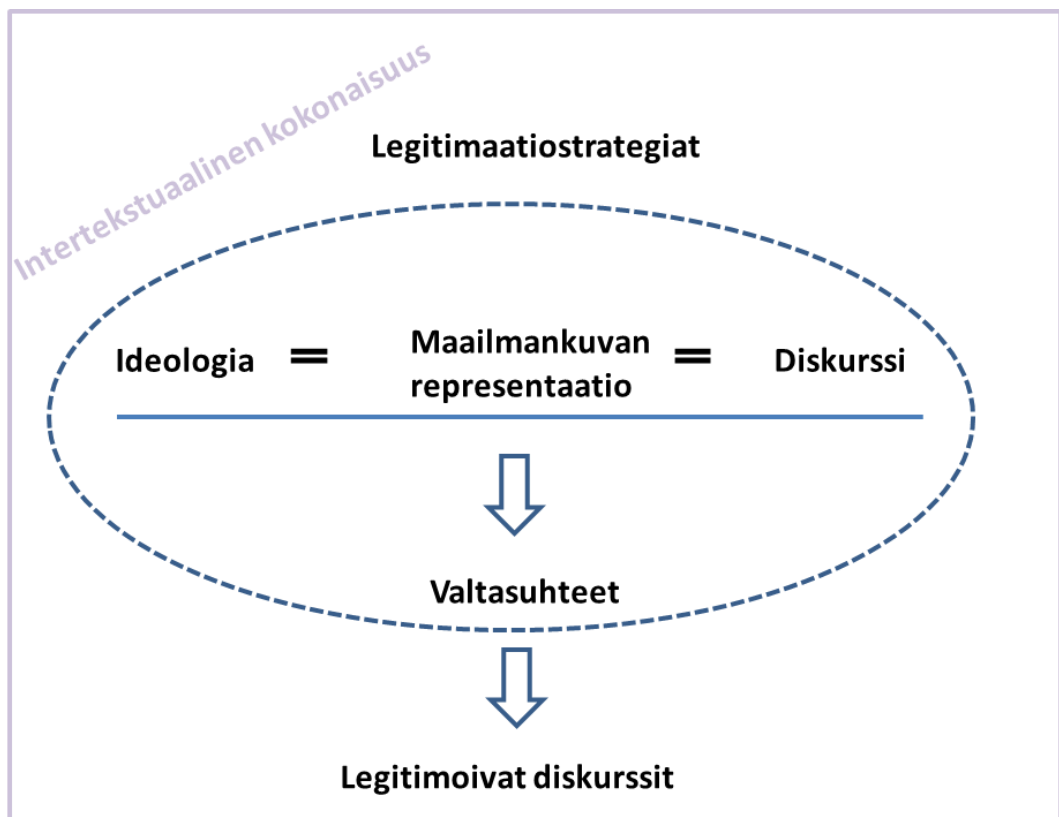 Intertekstuaalinen kokonaisuus
Legitimaatiostrategiat
Ideologia = Maailmankuvan representaatio = Diskurssi
Valtasuhteet
Legitimoivat diskurssit